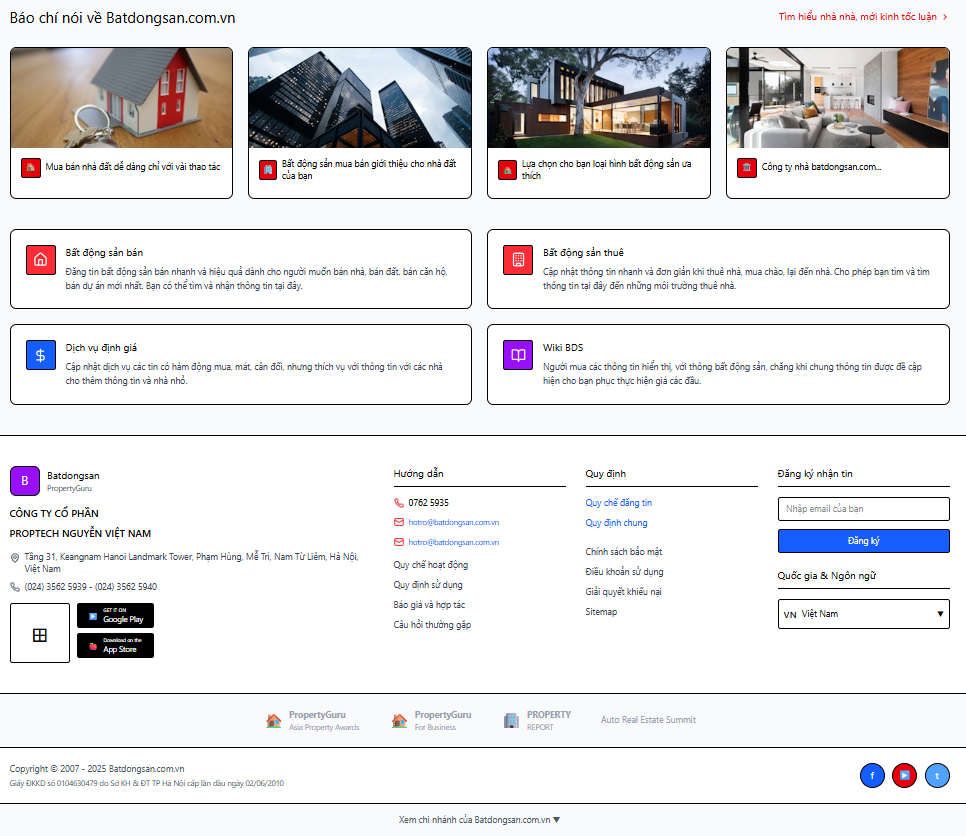 Báo chí nói về Batdongsan.com.vn
Tìm hiểu nhà nhà, mới kinh tốc luận >
Mua bán nhà đất dễ dàng chỉ với vài thao tác
Bất động sản mua bán giới thiệu cho nhà đất
của bạn
Lựa chọn cho bạn loại hình bất động sản ưa
thích
Công ty nhà batdongsan.com...
Bất động sản bán
Đăng tin bất động sản bán nhanh và hiệu quả dành cho người muốn bán nhà, bán đất, bán căn hộ,
bán dự án mới nhất. Bạn có thể tìm và nhận thông tin tại đây.
Bất động sản thuê
Cập nhật thông tin nhanh và đơn giản khi thuê nhà, mua chào, lại đến nhà. Cho phép bạn tìm và tìm
thông tin tại đây đến những môi trường thuê nhà.
Dịch vụ định giá
Cập nhật dịch vụ các tin có hàm động mua, mát, cần đối, nhưng thích vụ với thông tin với các nhà
cho thêm thông tin và nhà nhỏ.
Wiki BDS
Người mua các thông tin hiển thị, với thông bất động sản, chăng khi chung thông tin được đề cập
hiện cho bạn phục thực hiện giá các đầu.
B
Batdongsan
PropertyGuru
CÔNG TY CỔ PHẦN
PROPTECH NGUYỄN VIỆT NAM
Tầng 31, Keangnam Hanoi Landmark Tower, Phạm Hùng, Mễ Trì, Nam Từ Liêm, Hà Nội,
Việt Nam
(024) 3562 5939 - (024) 3562 5940
GET IT ON
Google Play
Download on the
App Store
Hướng dẫn
0762 5935
hotro@batdongsan.com.vn
hotro@batdongsan.com.vn
Quy chế hoạt động
Quy định sử dụng
Báo giá và hợp tác
Câu hỏi thường gặp
Quy định
Quy chế đăng tin
Quy định chung
Chính sách bảo mật
Điều khoản sử dụng
Giải quyết khiếu nại
Sitemap
Đăng ký nhận tin
Nhập email của bạn
Đăng ký
Quốc gia & Ngôn ngữ
VN Việt Nam ▼
PropertyGuru
Asia Property Awards
PropertyGuru
For Business
PROPERTY
REPORT
Auto Real Estate Summit
Copyright © 2007 - 2025 Batdongsan.com.vn
Giấy ĐKKD số 0104630479 do Sở KH & ĐT TP Hà Nội cấp lần đầu ngày 02/06/2010
f
t
Xem chi nhánh của Batdongsan.com.vn ▼